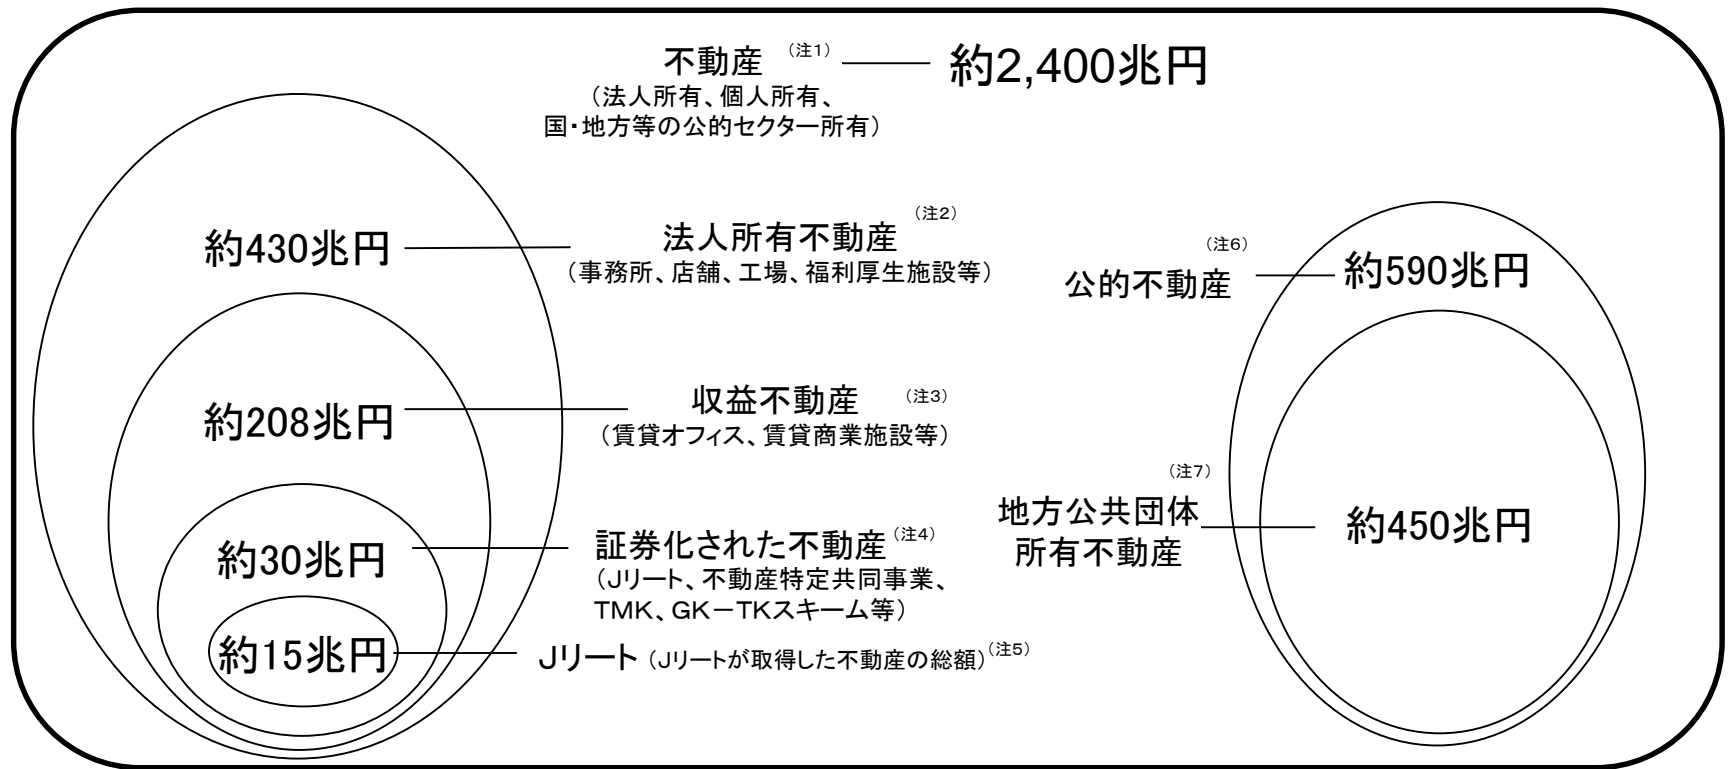 不動産 （注1） 約2,400兆円
（法人所有、個人所有、
国・地方等の公的セクター所有）
約430兆円 法人所有不動産 （注2）
（事務所、店舗、工場、福利厚生施設等）
（注6）
公的不動産 約590兆円
約208兆円 収益不動産 （注3）
（賃貸オフィス、賃貸商業施設等）
約30兆円 証券化された不動産（注4）
（Jリート、不動産特定共同事業、
TMK、GK－TKスキーム等）
（注7）
地方公共団体
所有不動産 約450兆円
約15兆円 Jリート（Jリートが取得した不動産の総額）（注5）